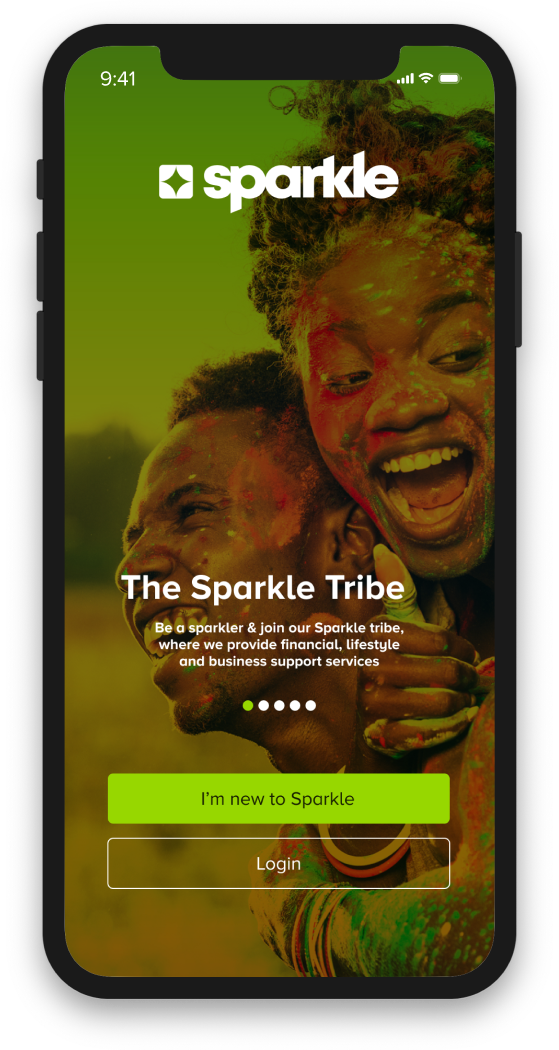 9:41
sparkle
The Sparkle Tribe
Be a sparkler & join our Sparkle tribe,
where we provide financial, lifestyle
and business support services
I'm new to Sparkle
Login